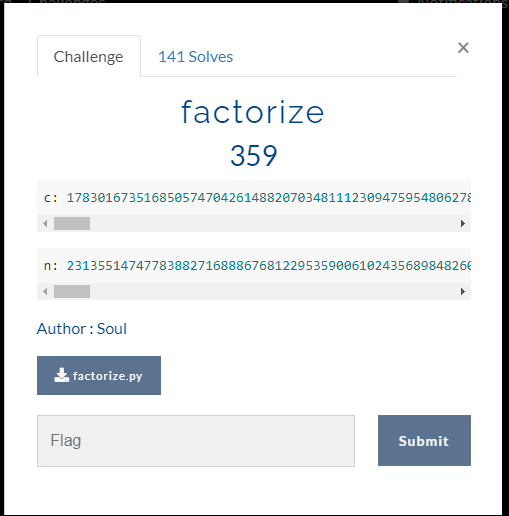 Challenge
141 Solves
×
factorize
359
c: 17830167351685057470426148820703481112309475954806278
n: 2313551474778388271688867681229535900610243568984826
Author : Soul
factorize.py
Flag
Submit